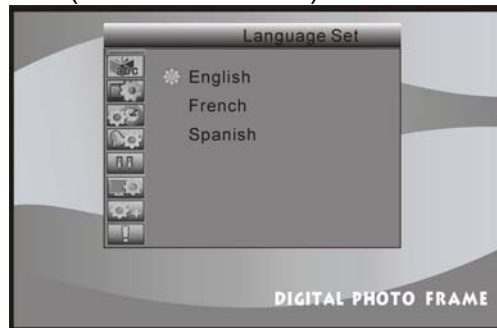 Language Set
English
French
Spanish
DIGITAL PHOTO FRAME